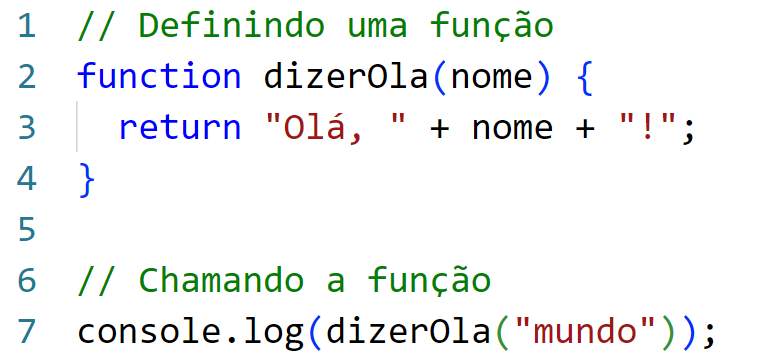 1 // Definindo uma função
2 function dizerOla(nome) {
3   return "Olá, " + nome + "!";
4 }
5
6 // Chamando a função
7 console.log(dizerOla("mundo"));